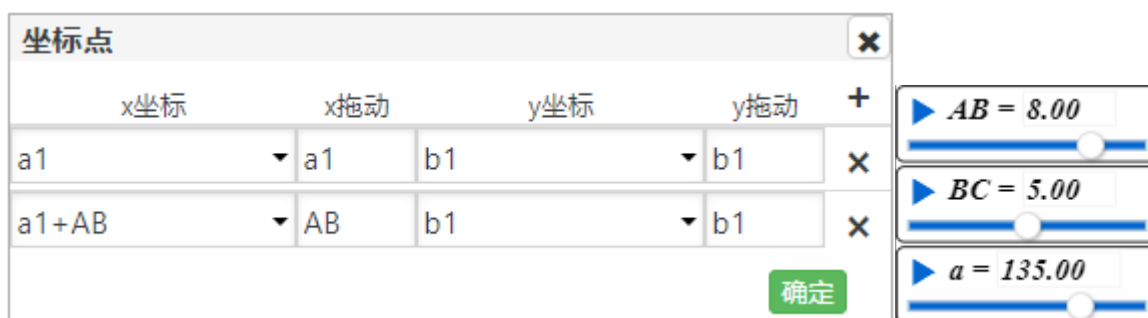 坐标点
x坐标 x拖动 y坐标 y拖动 +
a1 a1 b1 b1
a1+AB AB b1 b1
确定
AB = 8.00
BC = 5.00
a = 135.00